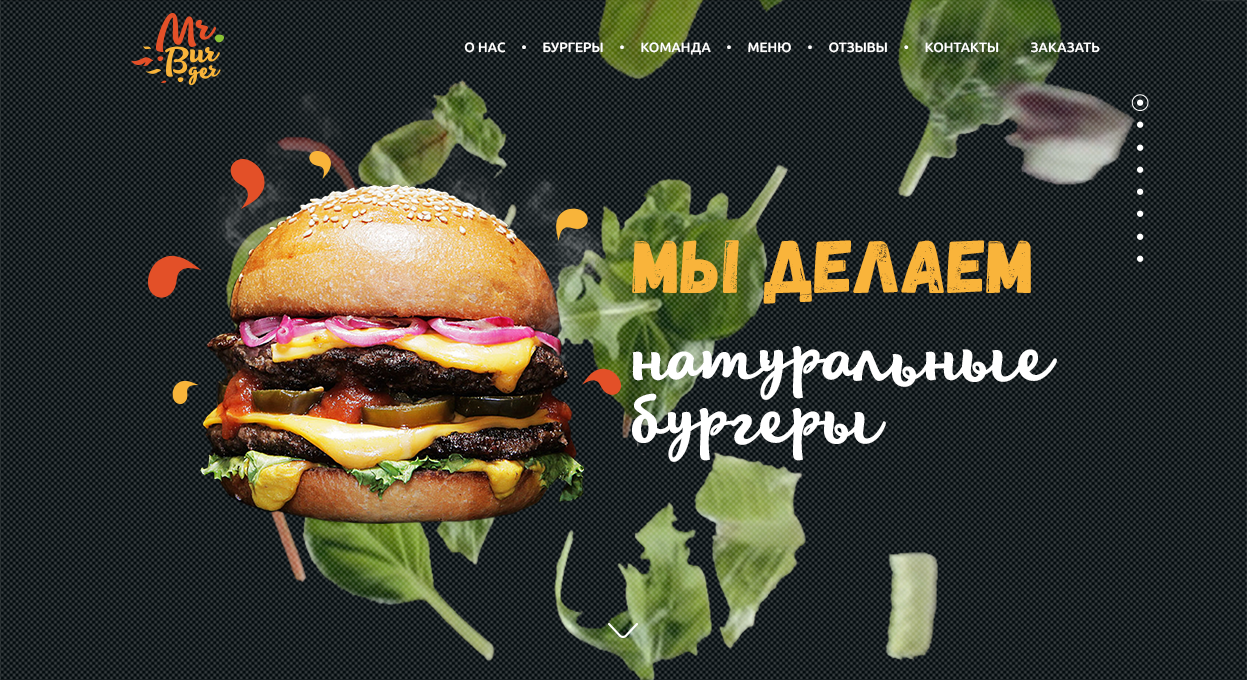 Mr.
Bur
ger
О НАС • БУРГЕРЫ • КОМАНДА • МЕНЮ • ОТЗЫВЫ • КОНТАКТЫ ЗАКАЗАТЬ
МЫ ДЕЛАЕМ
натуральные
бургеры